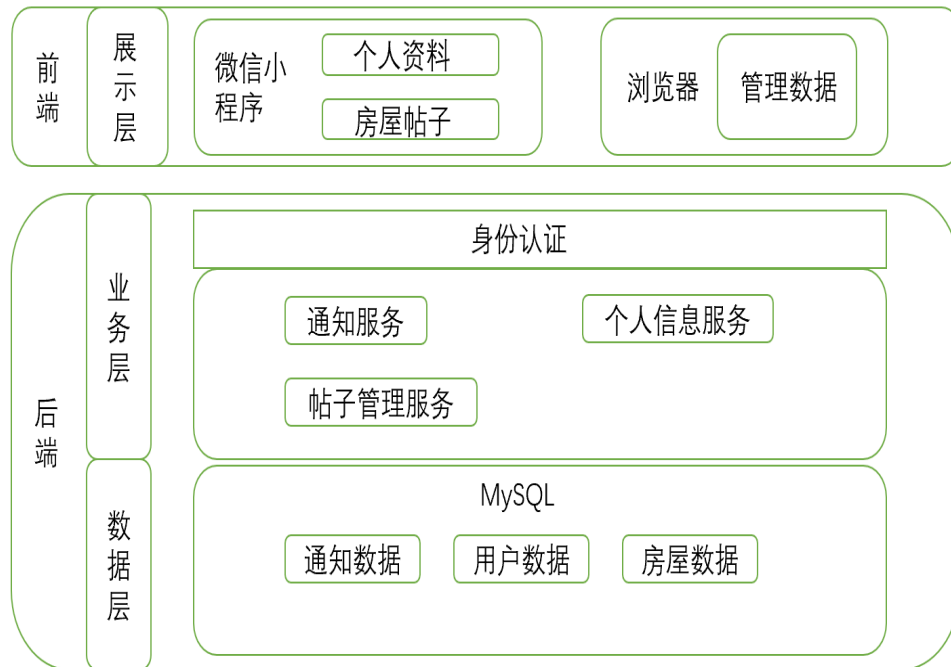 前
端
展
示
层
微信小
程序
个人资料
房屋帖子
浏览器
管理数据
后
端
业
务
层
身份认证
通知服务
个人信息服务
帖子管理服务
数
据
层
MySQL
通知数据
用户数据
房屋数据